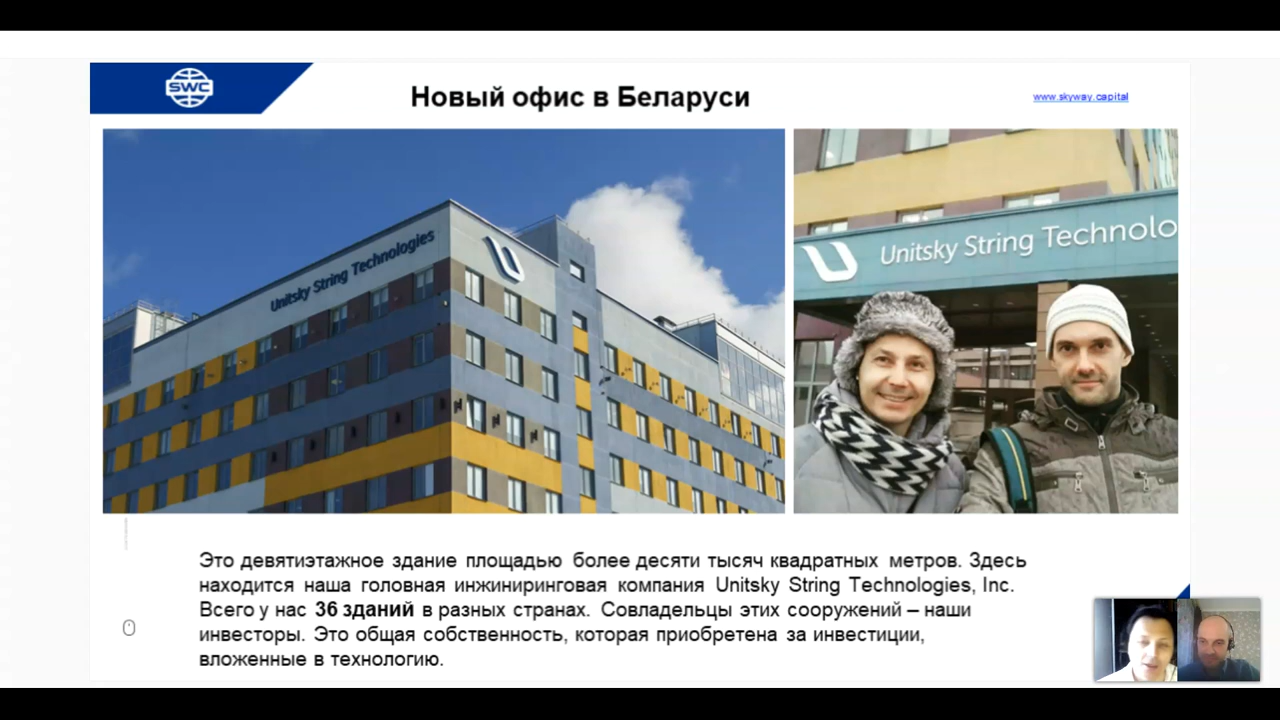 SWC
Новый офис в Беларуси
www.skyway.capital
Unitsky String Technologies
Unitsky String Technolo
Это девятиэтажное здание площадью более десяти тысяч квадратных метров. Здесь
находится наша головная инжиниринговая компания Unitsky String Technologies, Inc.
Всего у нас 36 зданий в разных странах. Совладельцы этих сооружений – наши
инвесторы. Это общая собственность, которая приобретена за инвестиции,
вложенные в технологию.